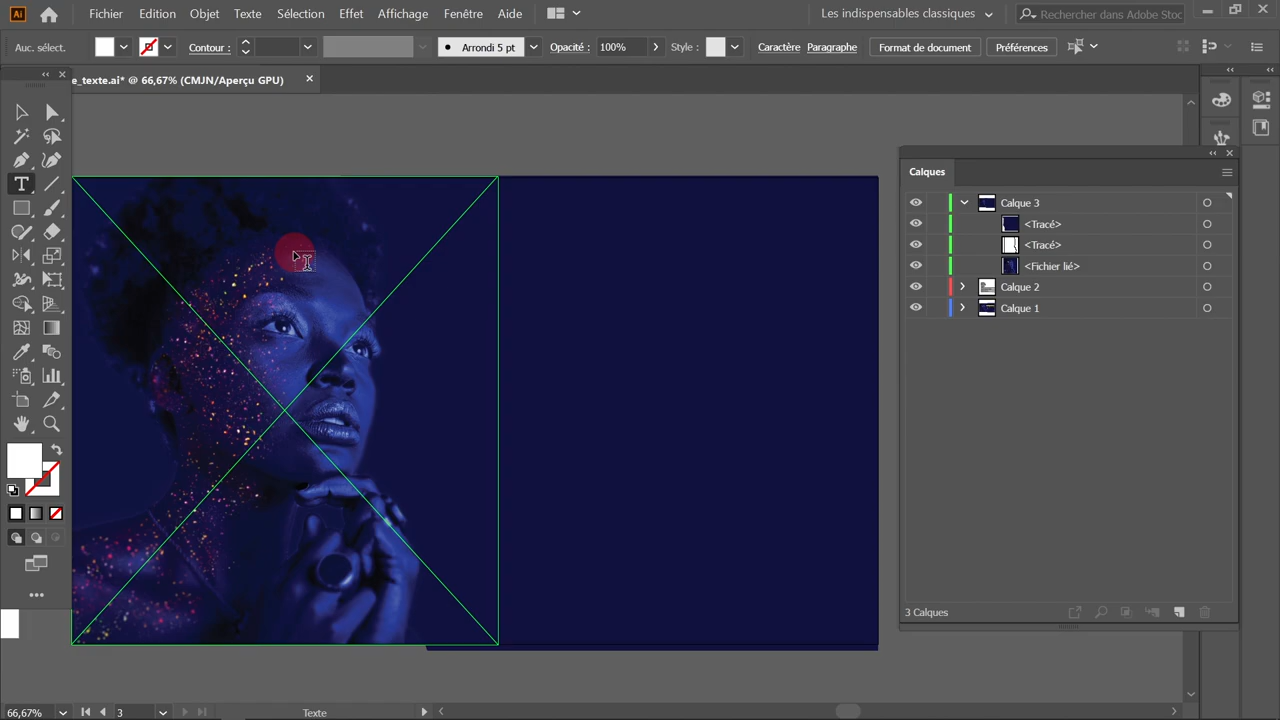 Ai Fichier Edition Objet Texte Sélection Effet Affichage Fenêtre Aide Les indispensables classiques Rechercher dans Adobe Stoc
Auc. sélect. Contour : Arrondi 5 pt Opacité : 100% Style : Caractère Paragraphe Format de document Préférences
e_texte.ai* @ 66,67% (CMJN/Aperçu GPU)
Calques
Calque 3
<Tracé>
<Tracé>
<Fichier lié>
Calque 2
Calque 1
3 Calques
66,67% 3 Texte